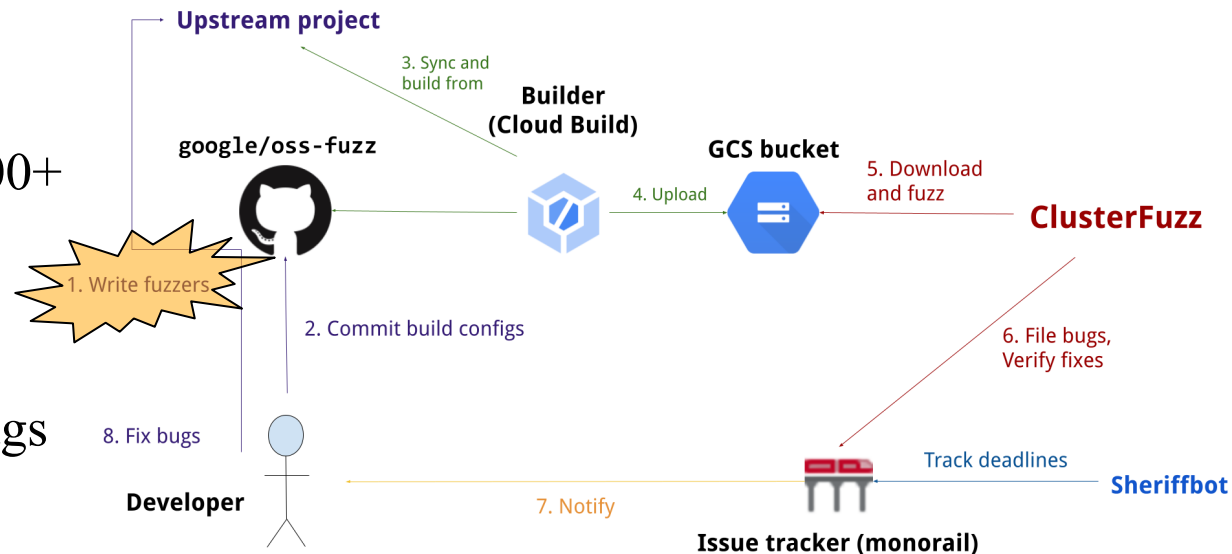 Upstream project
3. Sync and
build from
Builder
(Cloud Build)
google/oss-fuzz
GCS bucket
00+
5. Download
and fuzz
4. Upload
ClusterFuzz
1. Write fuzzers
2. Commit build configs
6. File bugs,
Verify fixes
gs
8. Fix bugs
Track deadlines
Sheriffbot
Developer
7. Notify
Issue tracker (monorail)